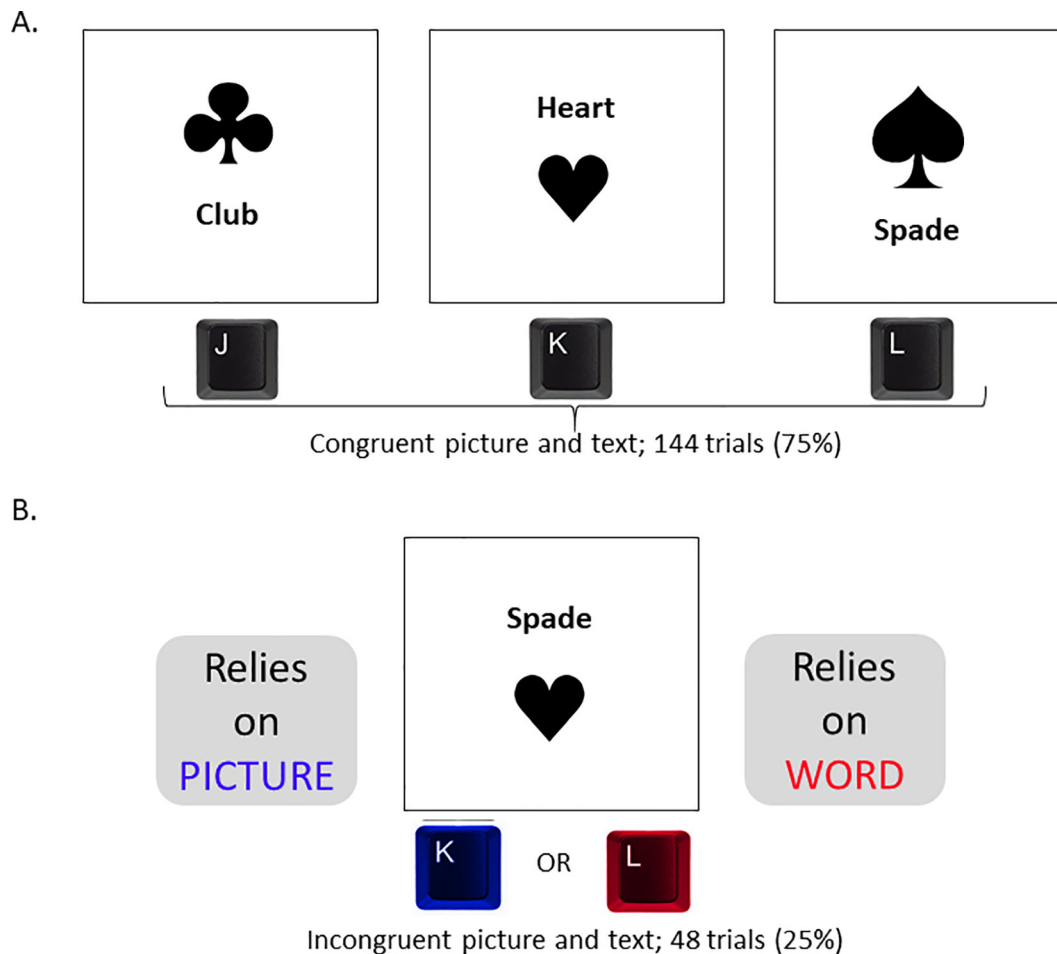 A.
Club
Heart
Spade
J
K
L
Congruent picture and text; 144 trials (75%)
B.
Relies
on
PICTURE
Spade
Relies
on
WORD
K
OR
L
Incongruent picture and text; 48 trials (25%)